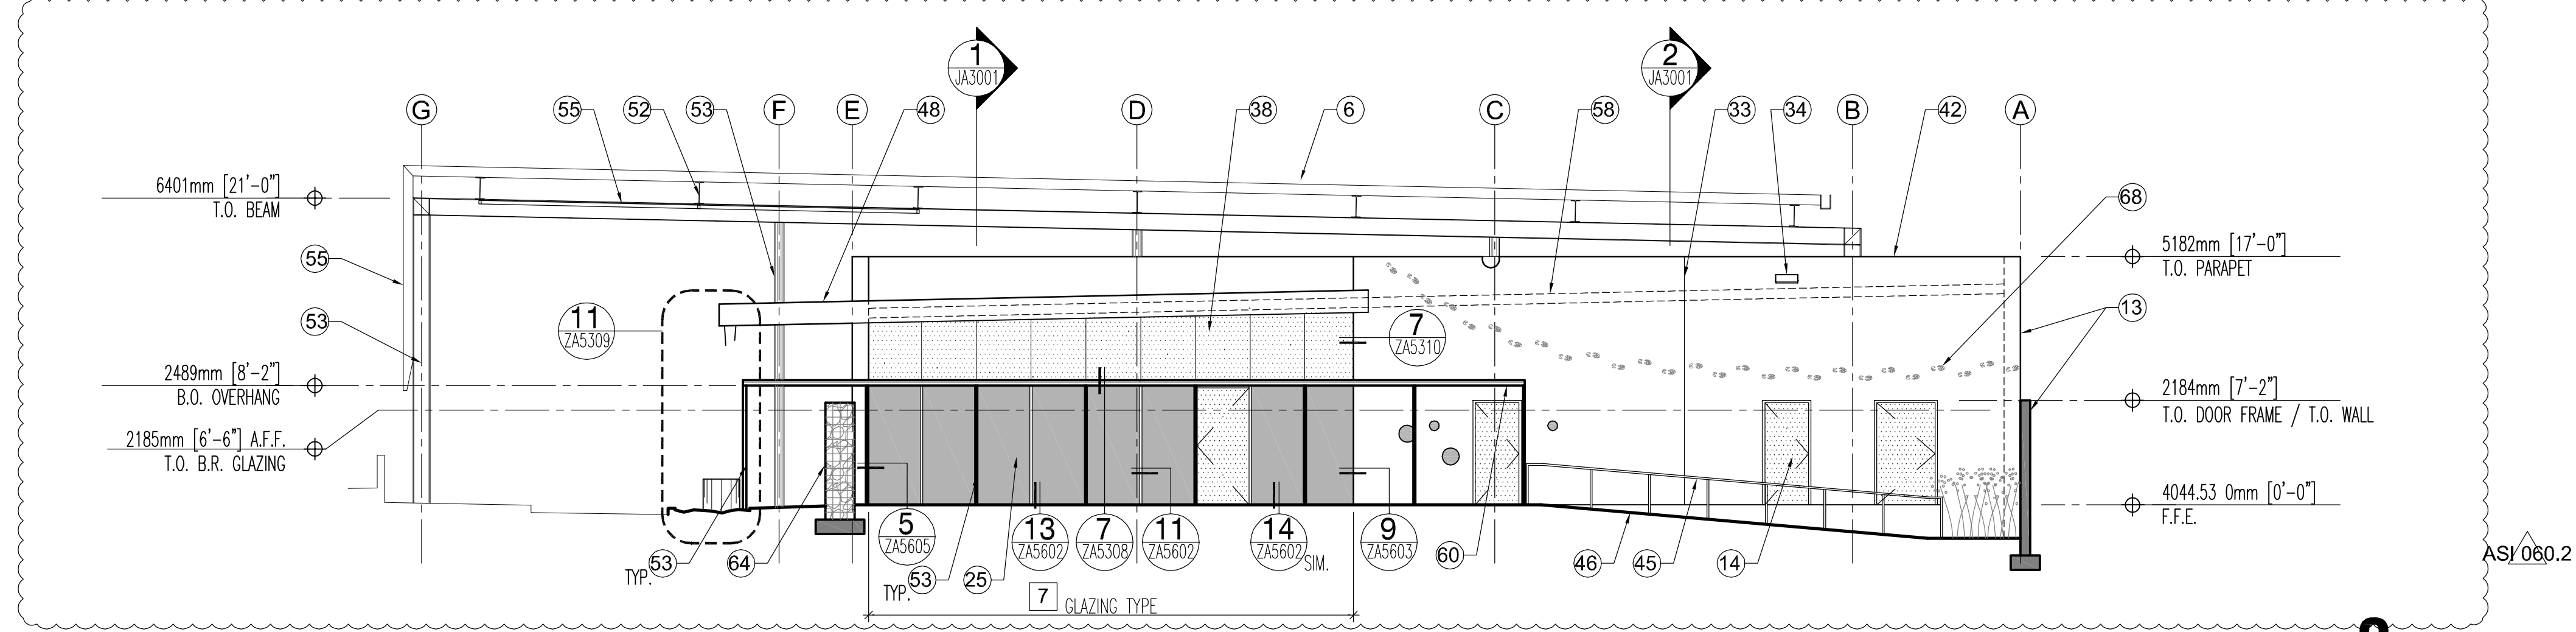 1
JA3001
2
JA3001
G
55
52
53
F
E
48
D
38
6
C
58
33
34
B
42
A
6401mm [21'-0"]
T.O. BEAM
68
5182mm [17'-0"]
T.O. PARAPET
55
53
11
ZA5309
7
ZA5310
13
2489mm [8'-2"]
B.O. OVERHANG
2184mm [7'-2"]
T.O. DOOR FRAME / T.O. WALL
2185mm [6'-6"] A.F.F.
T.O. B.R. GLAZING
4044.53 0mm [0'-0"]
F.F.E.
5
ZA5605
13
ZA5602
7
ZA5308
11
ZA5602
14
ZA5602
SIM.
9
ZA5603
60
46
45
14
ASI 060.2
TYP.
53
64
TYP.
53
25
7
GLAZING TYPE